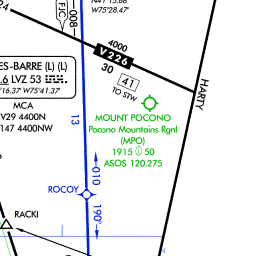 24
FJC
008
N41°15.68'
W75°28.47'
4000
V226
30
41
TO STW
HARTY
ES-BARRE (L) (L)
.6 LVZ 53
16.37' W75°41.37'
MCA
V29 4400N
147 4400NW
13
MOUNT POCONO
Pocono Mountains Rgnl
(MPO)
1915 50
ASOS 120.275
010
ROCOY
190°
RACKI